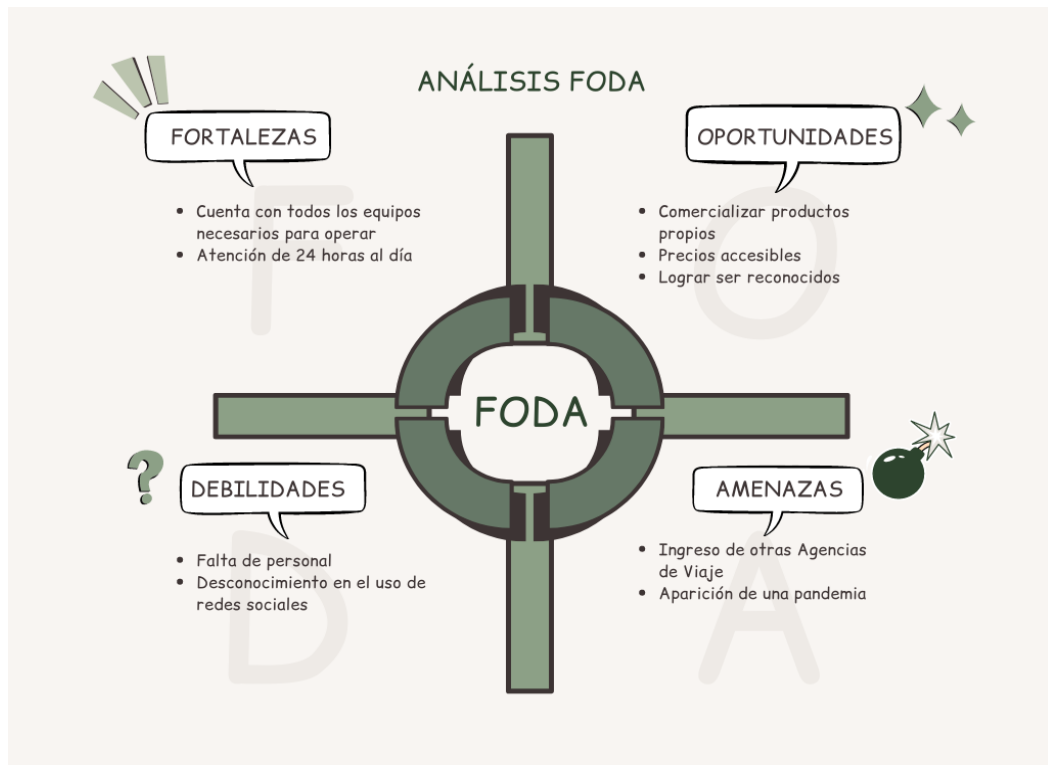 ANÁLISIS FODA
FORTALEZAS
• Cuenta con todos los equipos
necesarios para operar
• Atención de 24 horas al día
F
OPORTUNIDADES
• Comercializar productos
propios
• Precios accesibles
• Lograr ser reconocidos
O
FODA
DEBILIDADES
• Falta de personal
• Desconocimiento en el uso de
redes sociales
D
AMENAZAS
• Ingreso de otras Agencias
de Viaje
• Aparición de una pandemia
A
?